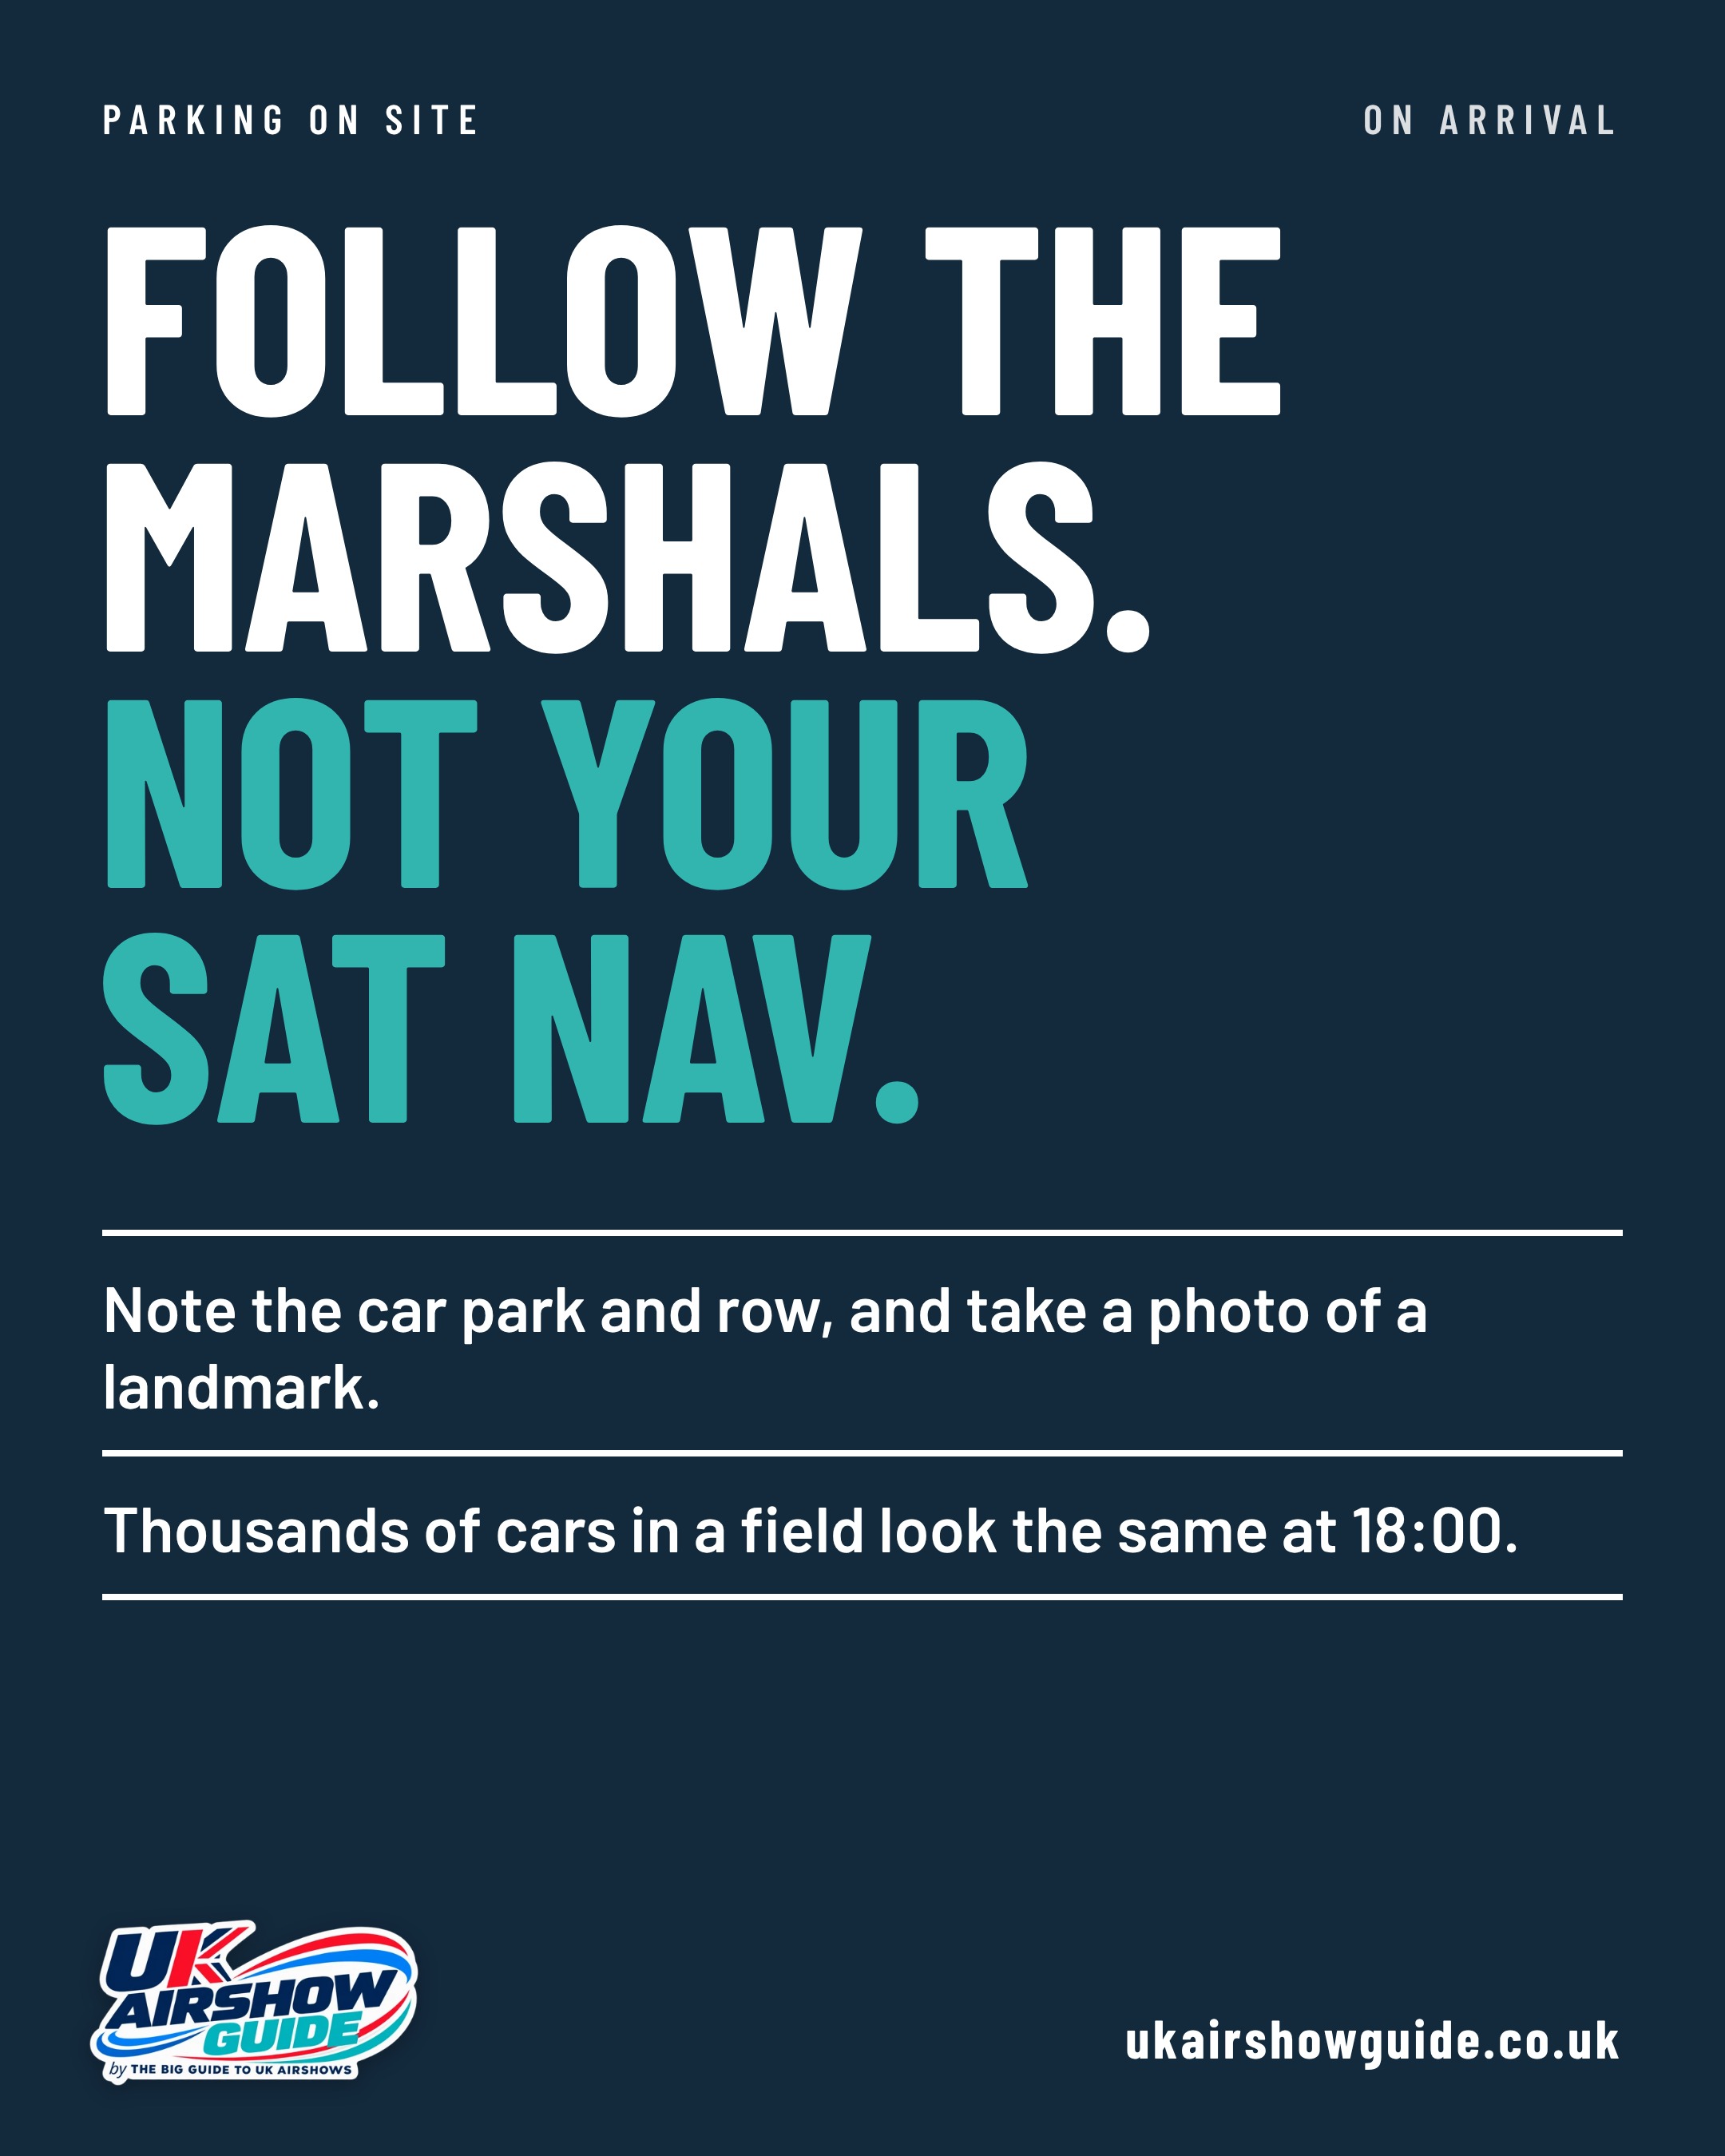 PARKING ON SITE
ON ARRIVAL
FOLLOW THE
MARSHALS.
NOT YOUR
SAT NAV.
Note the car park and row, and take a photo of a
landmark.
Thousands of cars in a field look the same at 18:00.
UK
AIRSHOW
GUIDE
by THE BIG GUIDE TO UK AIRSHOWS
ukairshowguide.co.uk